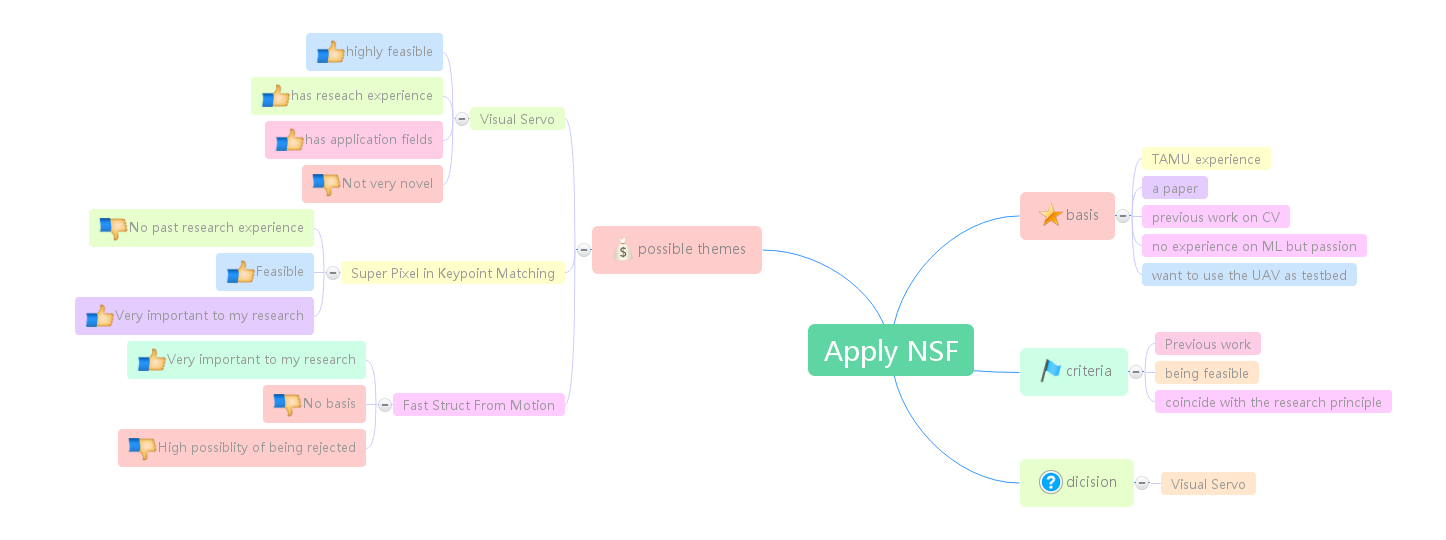 Apply NSF
possible themes
Visual Servo
highly feasible
has reseach experience
has application fields
Not very novel
Super Pixel in Keypoint Matching
No past research experience
Feasible
Very important to my research
Fast Struct From Motion
Very important to my research
No basis
High possiblity of being rejected
basis
TAMU experience
a paper
previous work on CV
no experience on ML but passion
want to use the UAV as testbed
criteria
Previous work
being feasible
coincide with the research principle
dicision
Visual Servo